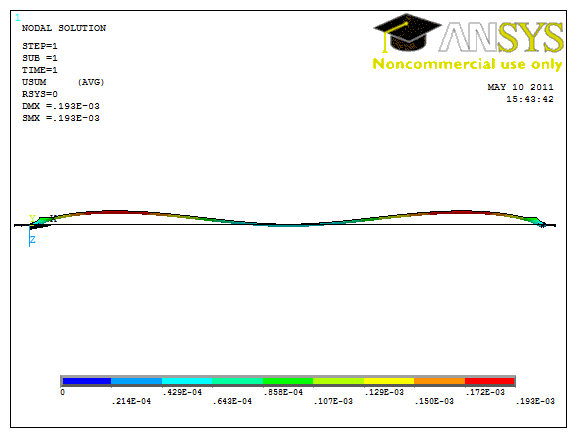 1
NODAL SOLUTION
STEP=1
SUB =1
TIME=1
USUM (AVG)
RSYS=0
DMX =.193E-03
SMX =.193E-03
ANSYS
Noncommercial use only
MAY 10 2011
15:43:42
Y
X
Z
0
.214E-04
.429E-04
.643E-04
.858E-04
.107E-03
.129E-03
.150E-03
.172E-03
.193E-03